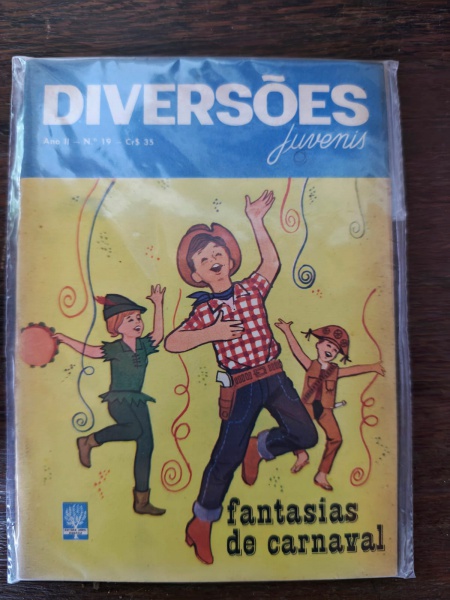 DIVERSÕES
juvenis
Ano II — Nº 19 — Cr$ 35
fantasias
de carnaval